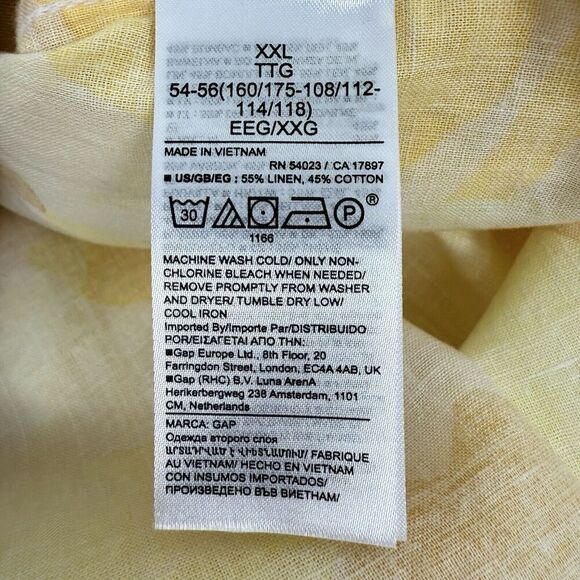 XXL
TTG
54-56(160/175-108/112-
114/118)
EEG/XXG
MADE IN VIETNAM
RN 54023 / CA 17897
■ US/GB/EG : 55% LINEN, 45% COTTON
30 P ®
1166
MACHINE WASH COLD/ ONLY NON-
CHLORINE BLEACH WHEN NEEDED/
REMOVE PROMPTLY FROM WASHER
AND DRYER/ TUMBLE DRY LOW/
COOL IRON
Imported By/Importe Par/DISTRIBUIDO
POR/ΕΙΣΑΓΕΤΑΙ ΑΠΟ ΤΗΝ:
■Gap Europe Ltd., 8th Floor, 20
Farringdon Street, London, EC4A 4AB, UK
■Gap (RHC) B.V. Luna ArenA
Herikerbergweg 238 Amsterdam, 1101
CM, Netherlands
MARCA: GAP
Одежда второго слоя
ԱՐՏԱԴՐՎԱԾ Է ՎԻԵՏՆԱՄՈՒՄ/ FABRIQUE
AU VIETNAM/ HECHO EN VIETNAM
CON INSUMOS IMPORTADOS/
ПРОИЗВЕДЕНО ВЪВ ВИЕТНАМ/